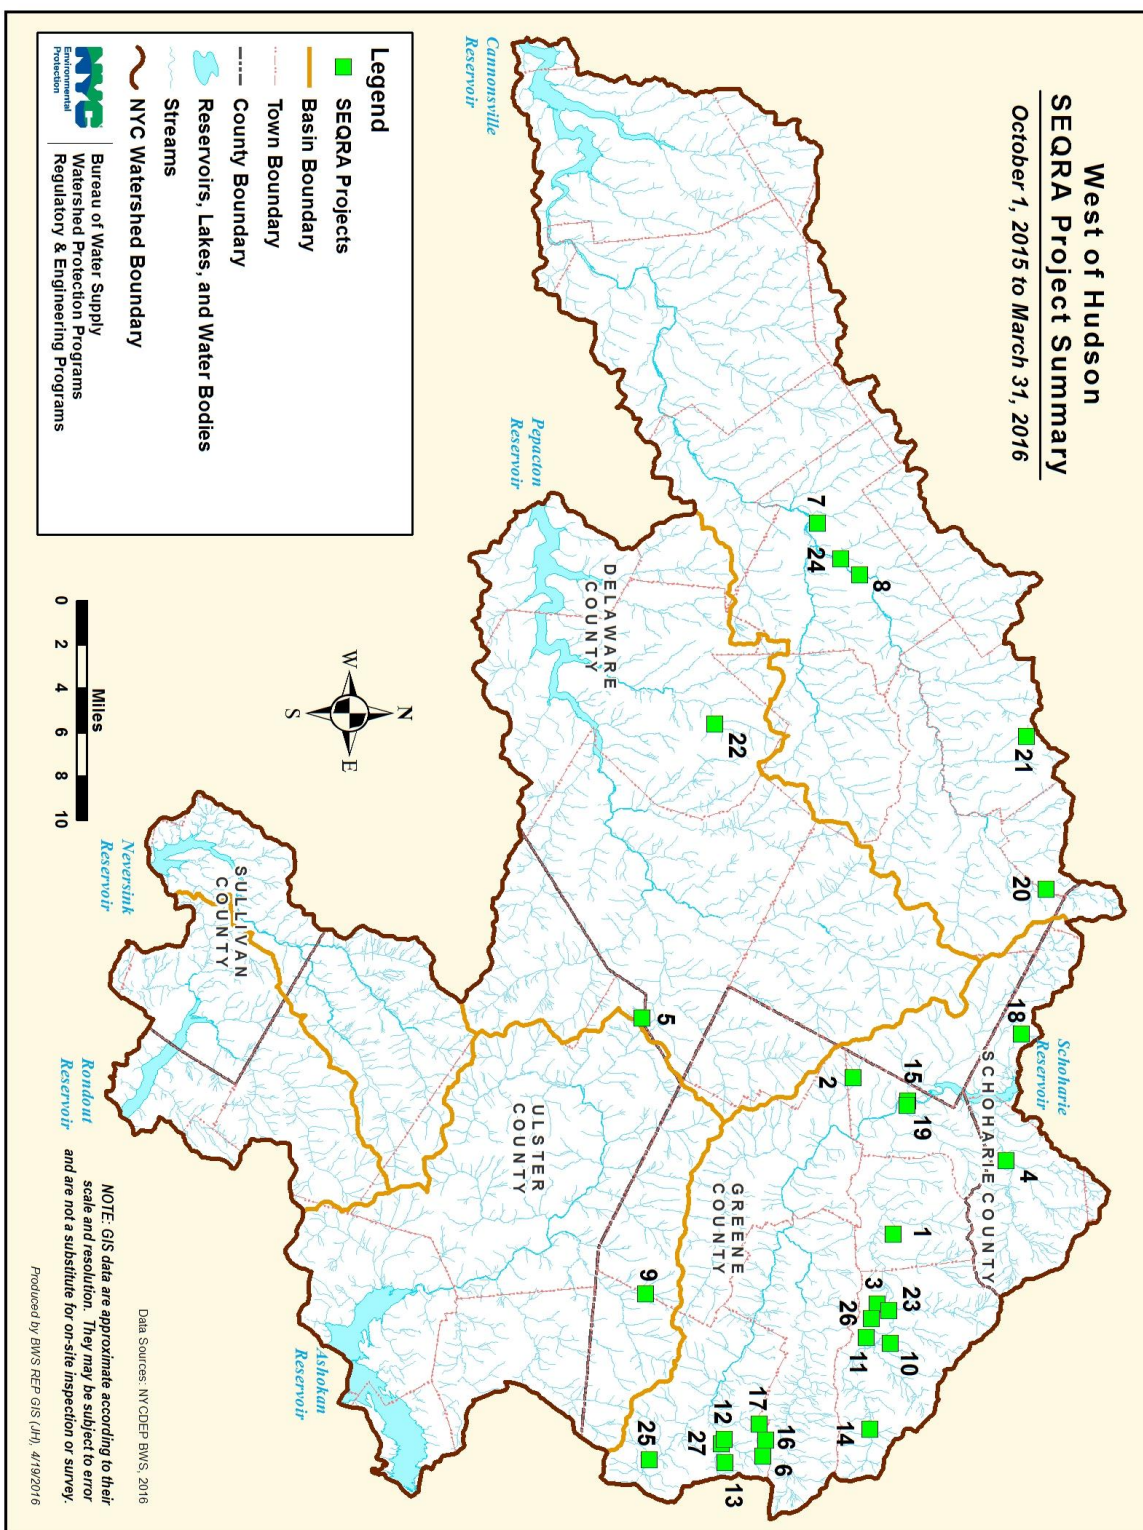 West of Hudson
SEQRA Project Summary
October 1, 2015 to March 31, 2016
Cannonsville
Reservoir
Pepacton
Reservoir
DELAWARE
COUNTY
7
24
8
22
21
20
18
Schoharie
Reservoir
SCHOHARIE COUNTY
4
5
2
15
19
1
3
23
26
11
10
14
GREENE
COUNTY
9
17
16
6
12
27
13
25
ULSTER
COUNTY
SULLIVAN
COUNTY
Neversink
Reservoir
Rondout
Reservoir
Ashokan
Reservoir
Legend
SEQRA Projects
Basin Boundary
Town Boundary
County Boundary
Reservoirs, Lakes, and Water Bodies
Streams
NYC Watershed Boundary
NYC
Environmental
Protection
Bureau of Water Supply
Watershed Protection Programs
Regulatory & Engineering Programs
N
W
E
S
0 2 4 6 8 10
Miles
Data Sources: NYCDEP BWS, 2016
NOTE: GIS data are approximate according to their
scale and resolution. They may be subject to error
and are not a substitute for on-site inspection or survey.
Produced by BWS REP GIS (JH), 4/19/2016